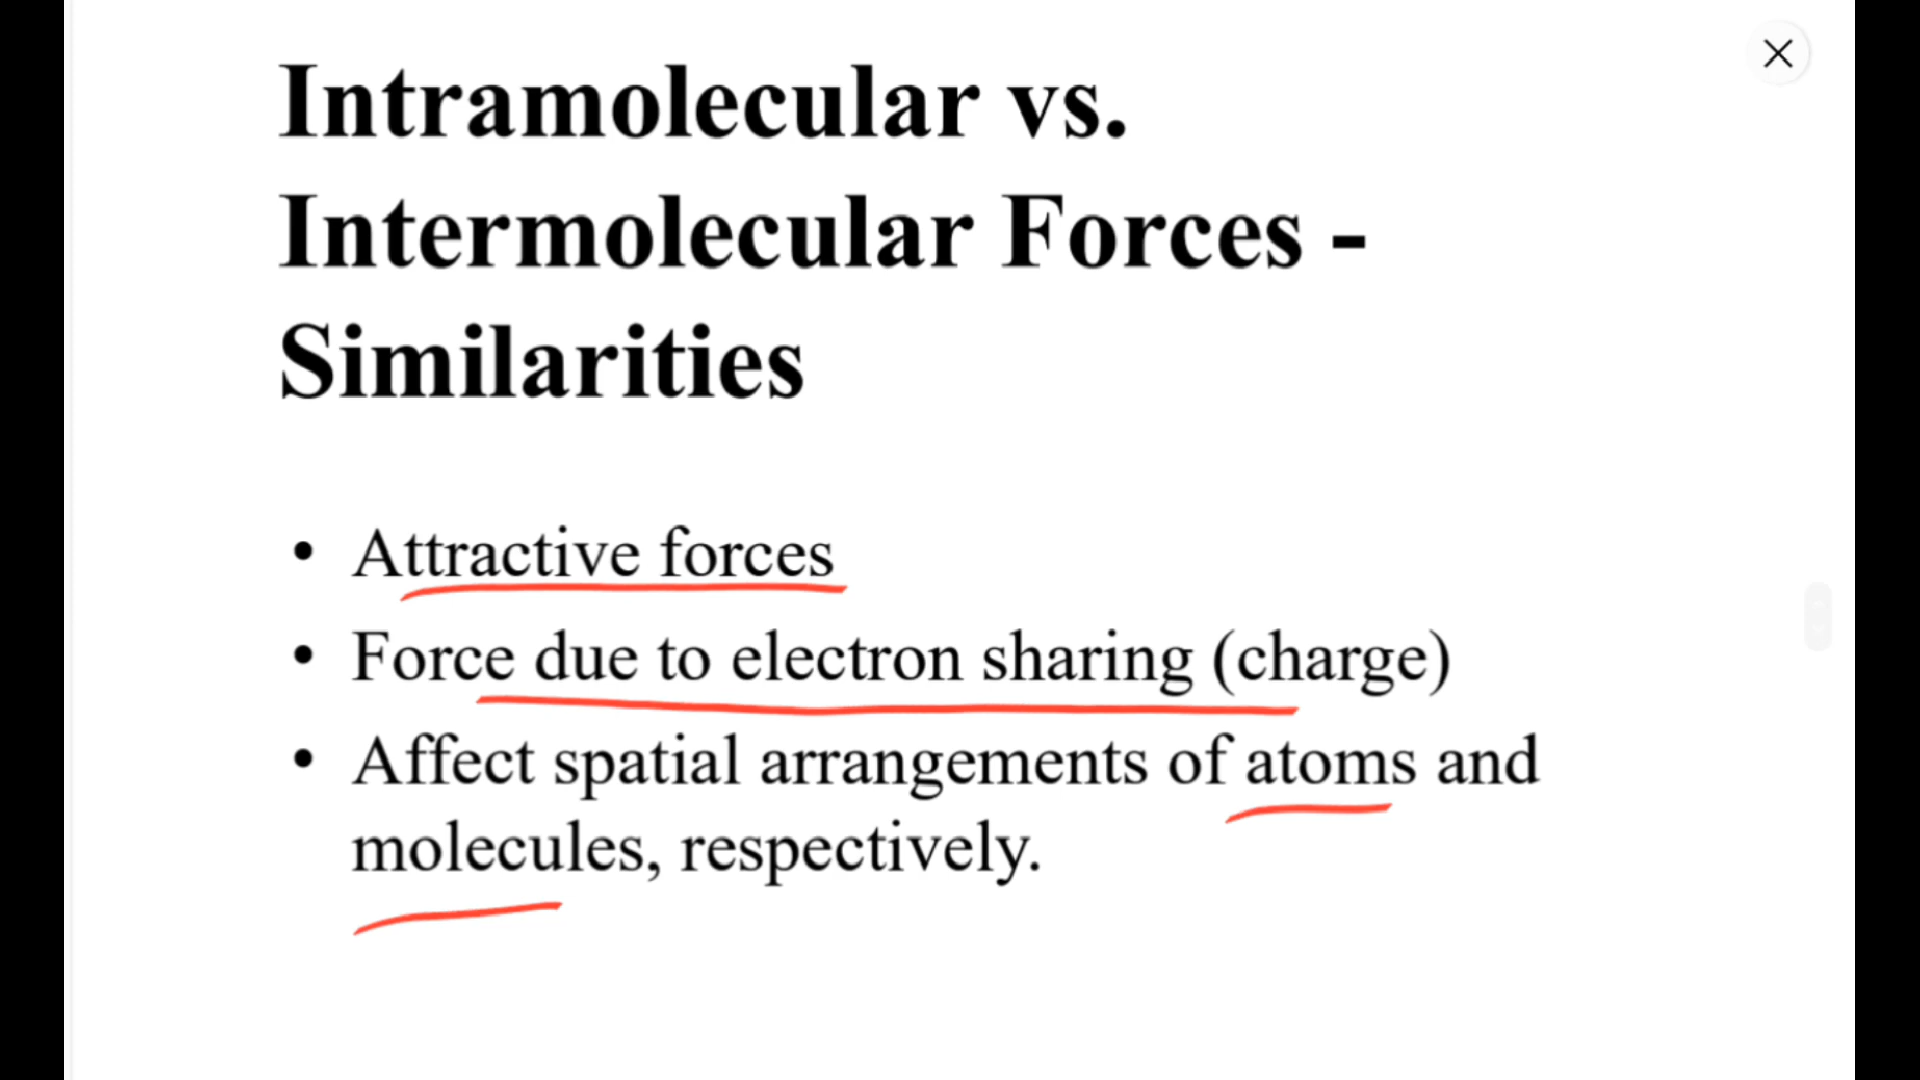 Intramolecular vs.
Intermolecular Forces -
Similarities
• Attractive forces
• Force due to electron sharing (charge)
• Affect spatial arrangements of atoms and
molecules, respectively.